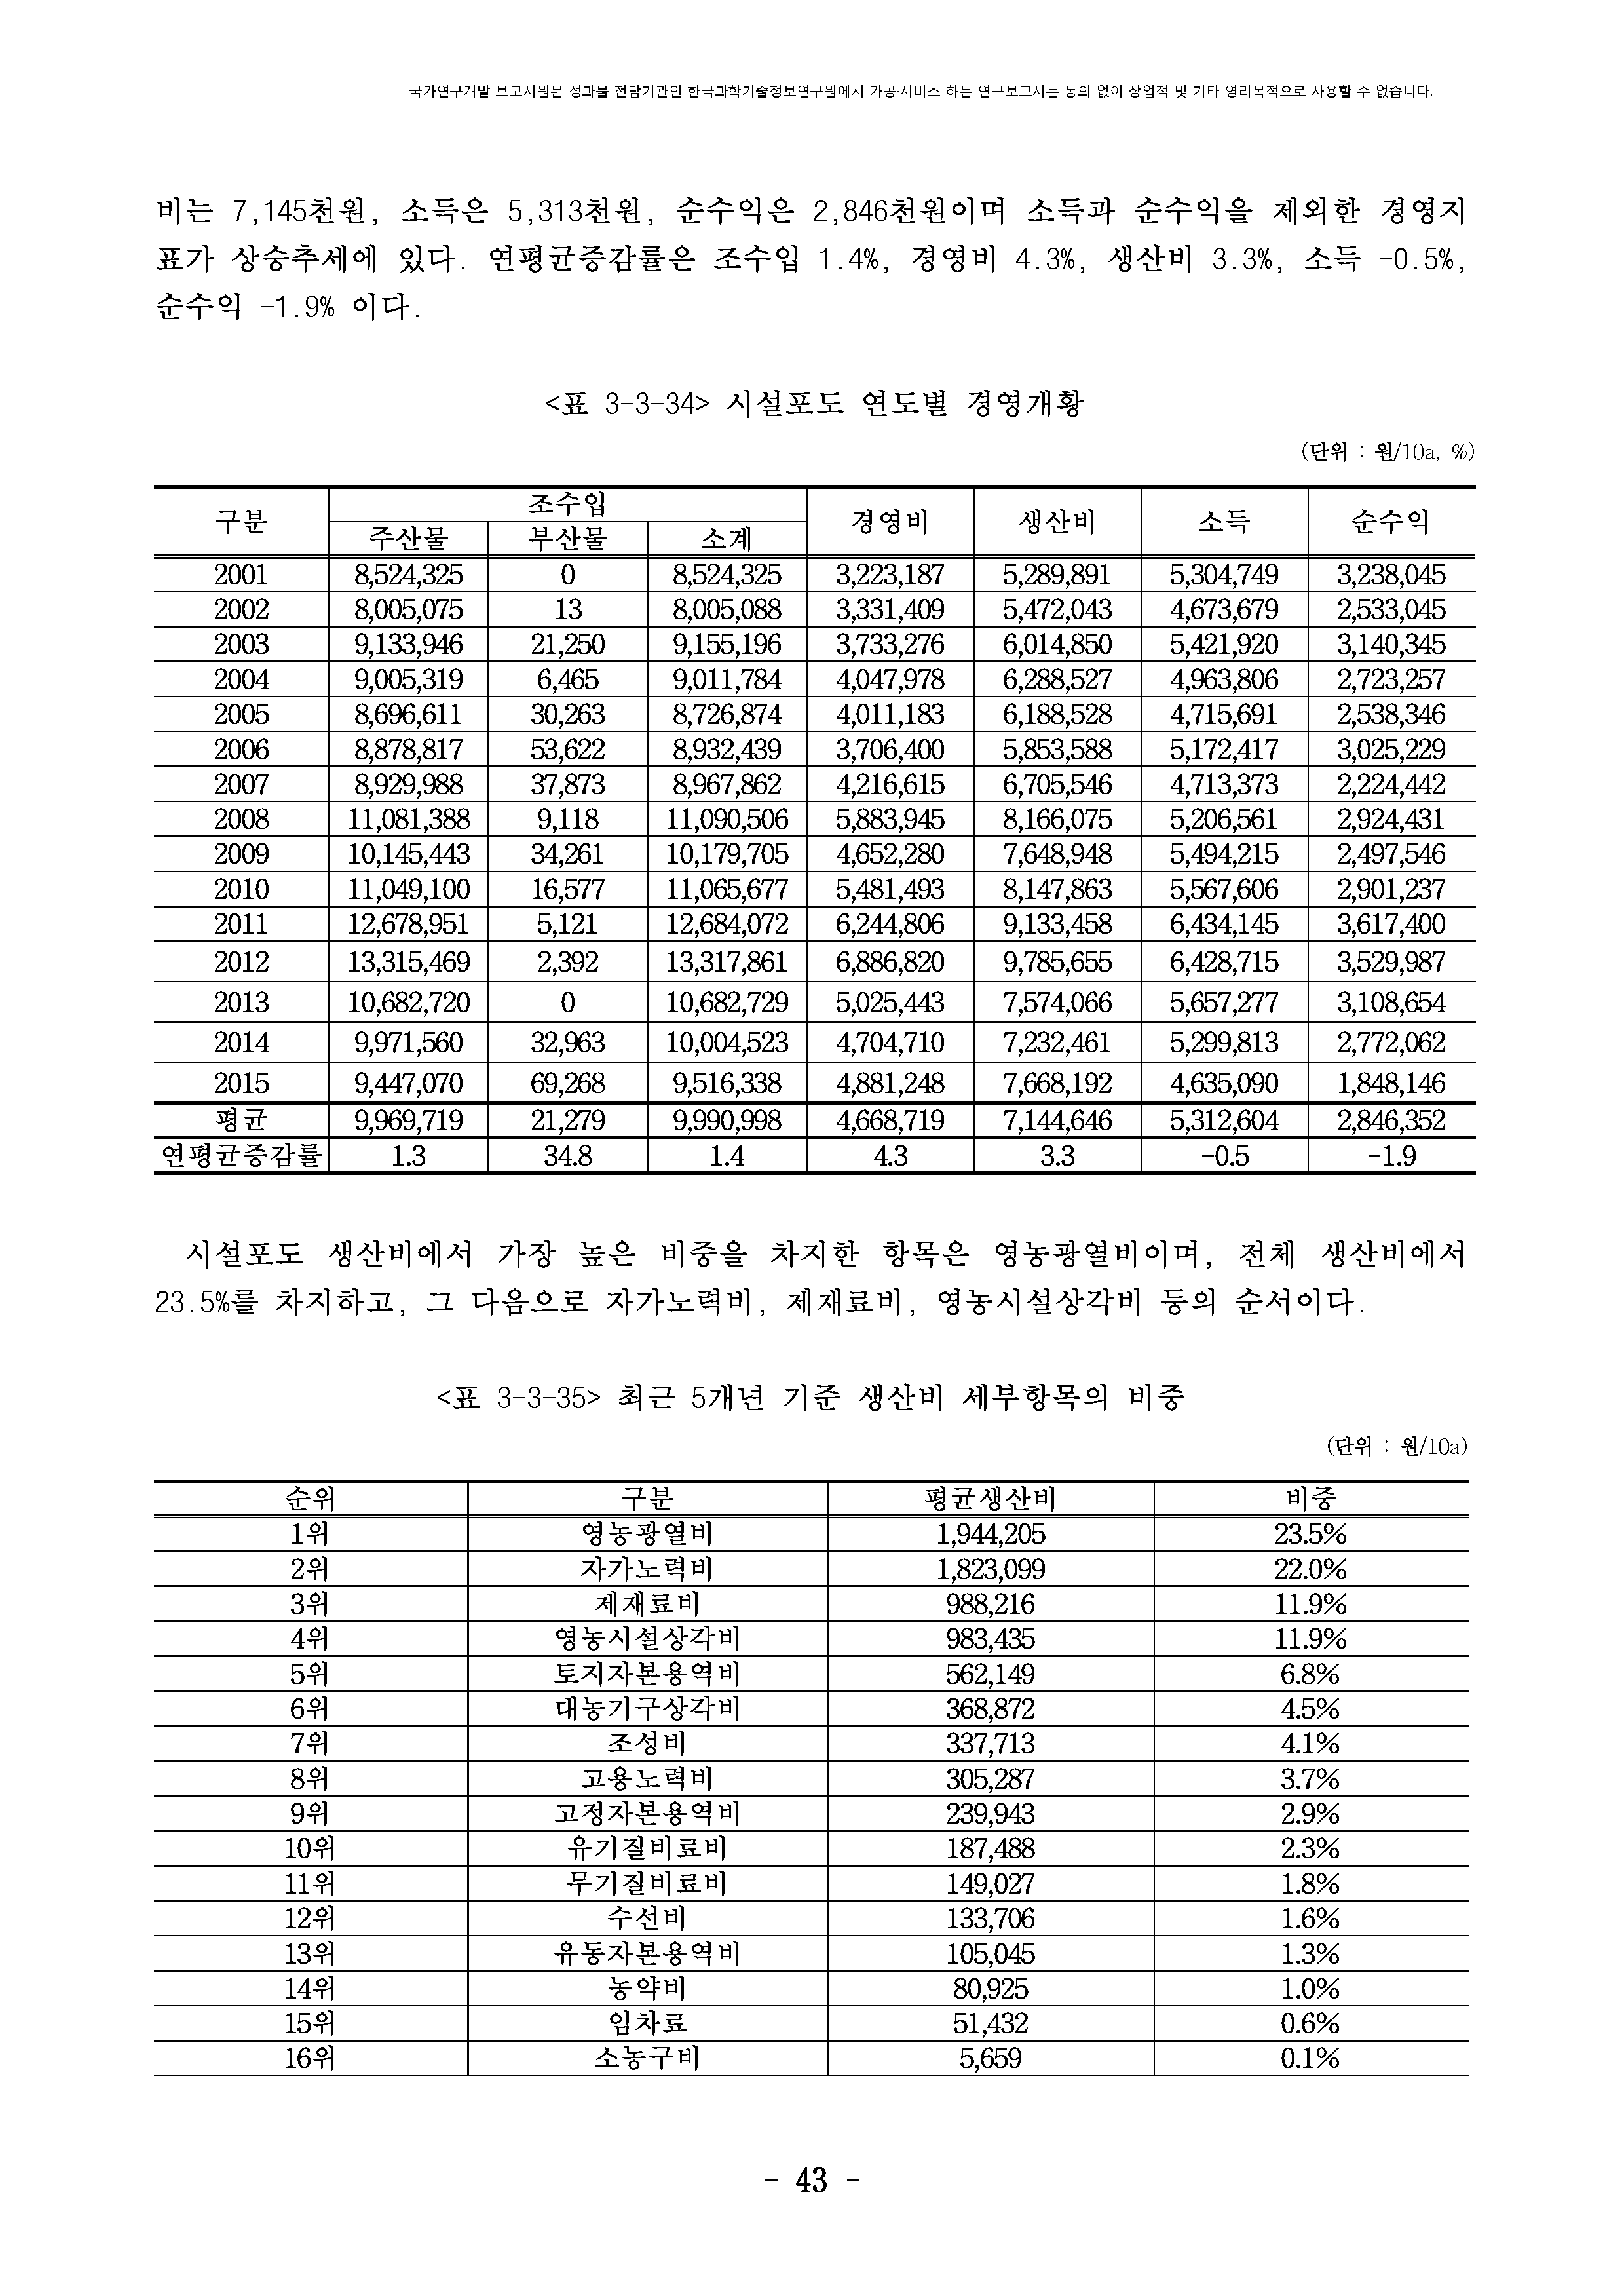 국가연구개발 보고서원문 성과물 전담기관인 한국과학기술정보연구원에서 가공·서비스 하는 연구보고서는 동의 없이 상업적 및 기타 영리목적으로 사용할 수 없습니다.
비는 7,145천원, 소득은 5,313천원, 순수익은 2,846천원이며 소득과 순수익을 제외한 경영지
표가 상승추세에 있다. 연평균증감률은 조수입 1.4%, 경영비 4.3%, 생산비 3.3%, 소득 -0.5%,
순수익 -1.9% 이다.
<표 3-3-34> 시설포도 연도별 경영개황
(단위 : 원/10a, %)
구분 조수입 경영비 생산비 소득 순수익
주산물 부산물 소계
2001 8,524,325 0 8,524,325 3,223,187 5,289,891 5,304,749 3,238,045
2002 8,005,075 13 8,005,088 3,331,409 5,472,043 4,673,679 2,533,045
2003 9,133,946 21,250 9,155,196 3,733,276 6,014,850 5,421,920 3,140,345
2004 9,005,319 6,465 9,011,784 4,047,978 6,288,527 4,963,806 2,723,257
2005 8,696,611 30,263 8,726,874 4,011,183 6,188,528 4,715,691 2,538,346
2006 8,878,817 53,622 8,932,439 3,706,400 5,853,588 5,172,417 3,025,229
2007 8,929,988 37,873 8,967,862 4,216,615 6,705,546 4,713,373 2,224,442
2008 11,081,388 9,118 11,090,506 5,883,945 8,166,075 5,206,561 2,924,431
2009 10,145,443 34,261 10,179,705 4,652,280 7,648,948 5,494,215 2,497,546
2010 11,049,100 16,577 11,065,677 5,481,493 8,147,863 5,567,606 2,901,237
2011 12,678,951 5,121 12,684,072 6,244,806 9,133,458 6,434,145 3,617,400
2012 13,315,469 2,392 13,317,861 6,886,820 9,785,655 6,428,715 3,529,987
2013 10,682,720 0 10,682,729 5,025,443 7,574,066 5,657,277 3,108,654
2014 9,971,560 32,963 10,004,523 4,704,710 7,232,461 5,299,813 2,772,062
2015 9,447,070 69,268 9,516,338 4,881,248 7,668,192 4,635,090 1,848,146
평균 9,969,719 21,279 9,990,998 4,668,719 7,144,646 5,312,604 2,846,352
연평균증감률 1.3 34.8 1.4 4.3 3.3 -0.5 -1.9
시설포도 생산비에서 가장 높은 비중을 차지한 항목은 영농광열비이며, 전체 생산비에서
23.5%를 차지하고, 그 다음으로 자가노력비, 제재료비, 영농시설상각비 등의 순서이다.
<표 3-3-35> 최근 5개년 기준 생산비 세부항목의 비중
(단위 : 원/10a)
순위 구분 평균생산비 비중
1위 영농광열비 1,944,205 23.5%
2위 자가노력비 1,823,099 22.0%
3위 제재료비 988,216 11.9%
4위 영농시설상각비 983,435 11.9%
5위 토지자본용역비 562,149 6.8%
6위 대농기구상각비 368,872 4.5%
7위 조성비 337,713 4.1%
8위 고용노력비 305,287 3.7%
9위 고정자본용역비 239,943 2.9%
10위 유기질비료비 187,488 2.3%
11위 무기질비료비 149,027 1.8%
12위 수선비 133,706 1.6%
13위 유동자본용역비 105,045 1.3%
14위 농약비 80,925 1.0%
15위 임차료 51,432 0.6%
16위 소농구비 5,659 0.1%
- 43 -